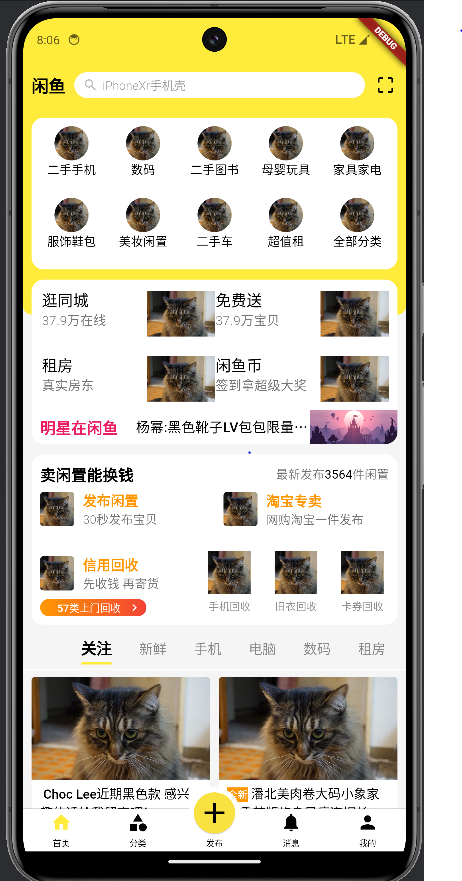 8:06 LTE DEBUG
闲鱼 iPhoneXr手机壳
二手手机 数码 二手图书 母婴玩具 家具家电
服饰鞋包 美妆闲置 二手车 超值租 全部分类
逛同城 免费送
37.9万在线 37.9万宝贝
租房 闲鱼币
真实房东 签到拿超级大奖
明星在闲鱼 杨幂:黑色靴子LV包包限量…
卖闲置能换钱 最新发布3564件闲置
发布闲置 淘宝专卖
30秒发布宝贝 网购淘宝一件发布
信用回收
先收钱 再寄货
57类上门回收 手机回收 旧衣回收 卡券回收
关注 新鲜 手机 电脑 数码 租房
Choc Lee近期黑色款 感兴 全新 潘北美肉卷大码小象家
首页 分类 发布 消息 我的